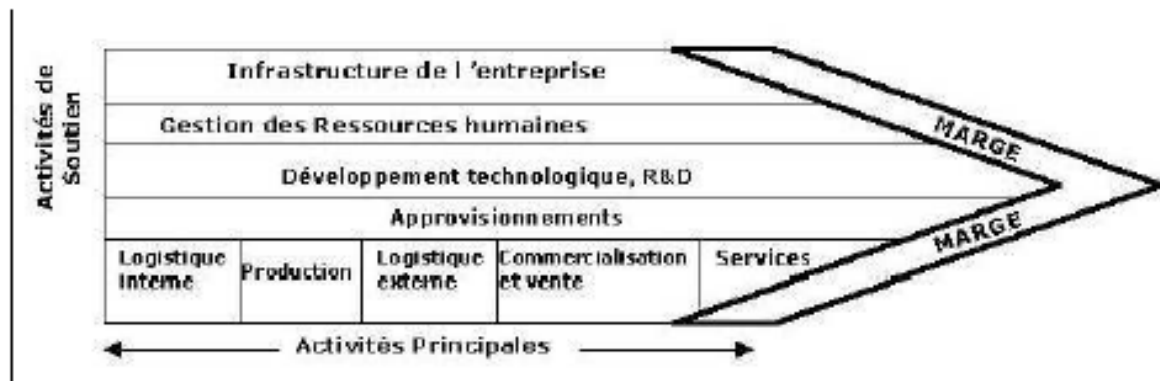 Activités de
Soutien
Infrastructure de l 'entreprise
Gestion des Ressources humaines
Développement technologique, R&D
Approvisionnements
MARGE
MARGE
Logistique
interne
Production
Logistique
externe
Commercialisation
et vente
Services
Activités Principales